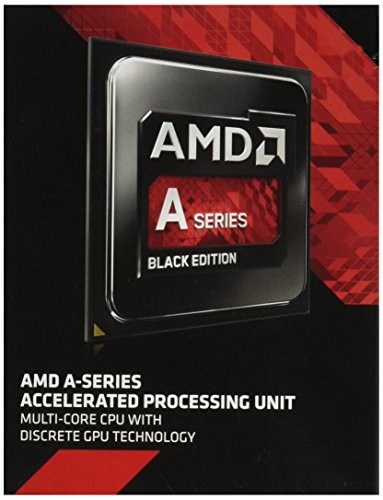 AMD
A SERIES
BLACK EDITION
AMD A-SERIES
ACCELERATED PROCESSING UNIT
MULTI-CORE CPU WITH
DISCRETE GPU TECHNOLOGY